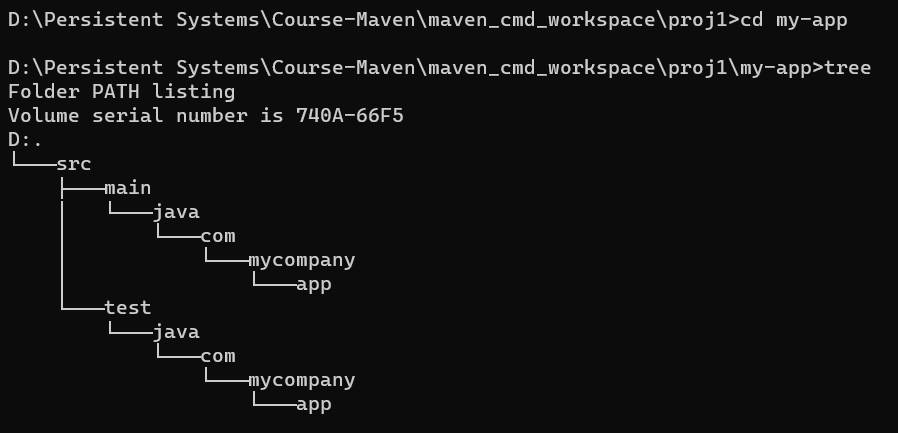 D:\Persistent Systems\Course-Maven\maven_cmd_workspace\proj1>cd my-app
D:\Persistent Systems\Course-Maven\maven_cmd_workspace\proj1\my-app>tree
Folder PATH listing
Volume serial number is 740A-66F5
D:.
└───src
    ├───main
    │   └───java
    │       └───com
    │           └───mycompany
    │               └───app
    └───test
        └───java
            └───com
                └───mycompany
                    └───app